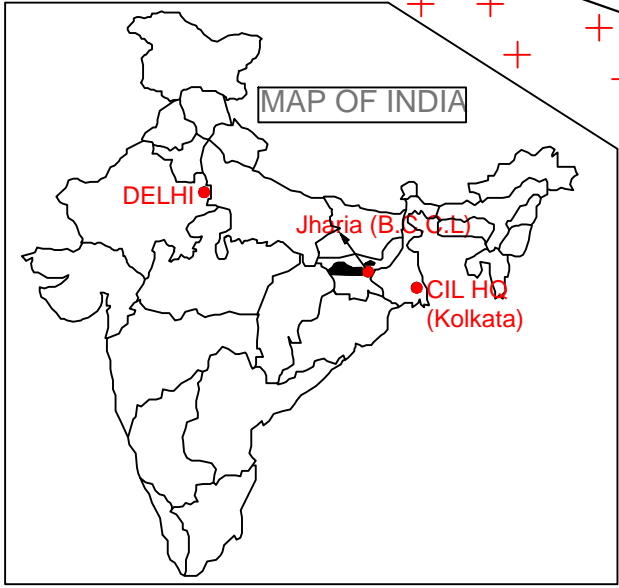 MAP OF INDIA
DELHI
Jharia (B.C.C.L)
CIL HQ
(Kolkata)